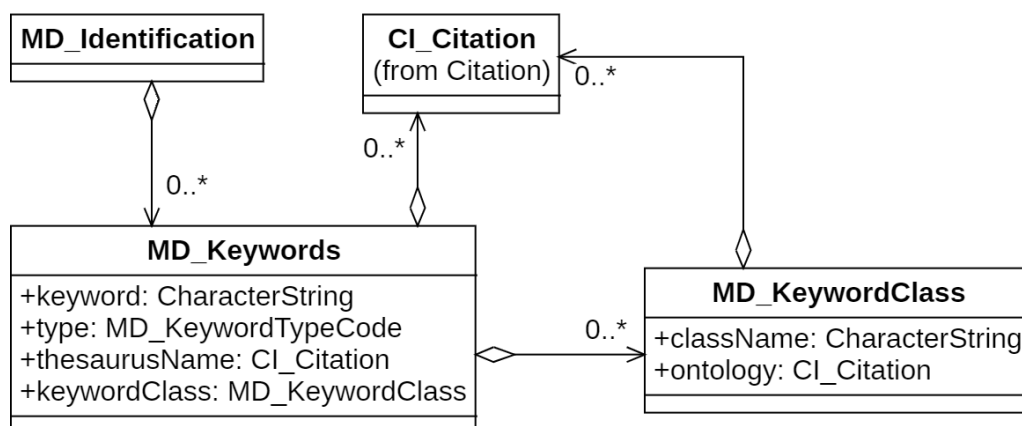 MD_Identification
CI_Citation
(from Citation)
0..*
0..*
0..*
MD_Keywords
+keyword: CharacterString
+type: MD_KeywordTypeCode
+thesaurusName: CI_Citation
+keywordClass: MD_KeywordClass
0..*
MD_KeywordClass
+className: CharacterString
+ontology: CI_Citation